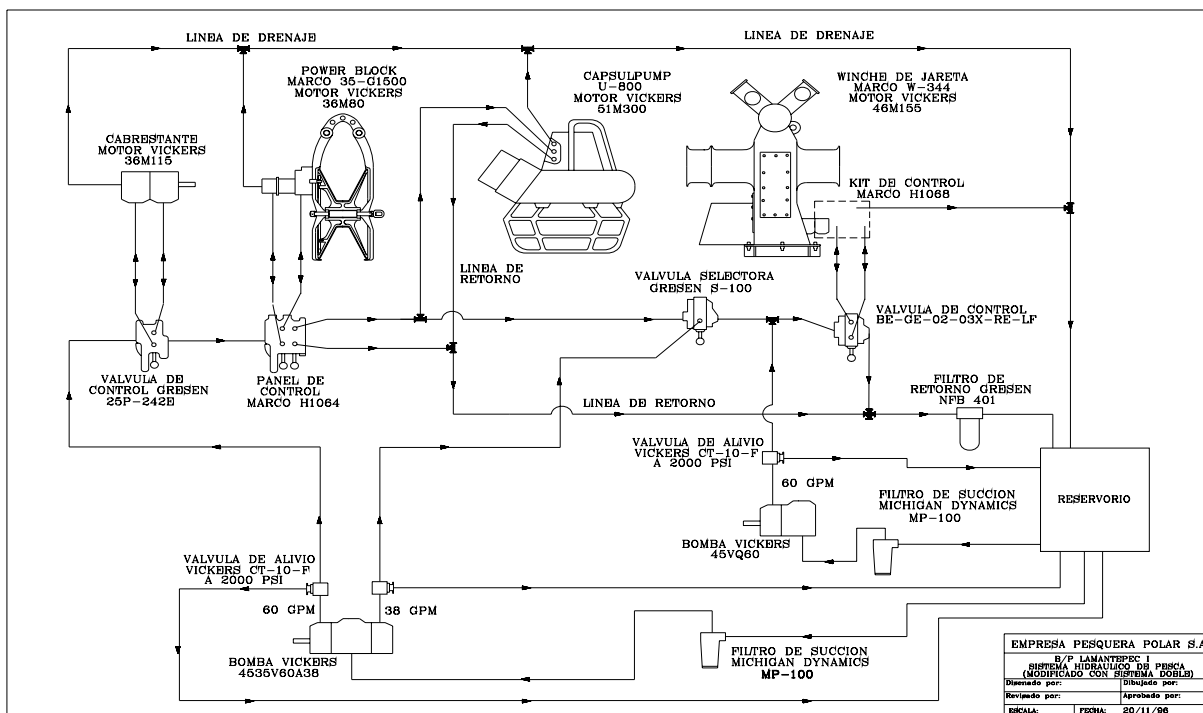 LINEA DE DRENAJE
LINEA DE DRENAJE
POWER BLOCK
MARCO 35-G1500
MOTOR VICKERS
36M80
CAPSULPUMP
U-800
MOTOR VICKERS
51M300
WINCHE DE JARETA
MARCO W-344
MOTOR VICKERS
46M155
CABRESTANTE
MOTOR VICKERS
36M115
KIT DE CONTROL
MARCO H1068
LINEA DE
RETORNO
VALVULA SELECTORA
GRESEN S-100
VALVULA DE CONTROL
BE-GE-02-03X-RE-LF
VALVULA DE
CONTROL GRESEN
25P-242E
PANEL DE
CONTROL
MARCO H1064
FILTRO DE
RETORNO GRESEN
NFB 401
LINEA DE RETORNO
VALVULA DE ALIVIO
VICKERS CT-10-F
A 2000 PSI
60 GPM
FILTRO DE SUCCION
MICHIGAN DYNAMICS
MP-100
RESERVORIO
BOMBA VICKERS
45VQ60
VALVULA DE ALIVIO
VICKERS CT-10-F
A 2000 PSI
60 GPM
38 GPM
BOMBA VICKERS
4535V60A38
FILTRO DE SUCCION
MICHIGAN DYNAMICS
MP-100
EMPRESA PESQUERA POLAR S.A
B/P LAMANTEPEC I
SISTEMA HIDRAULICO DE PESCA
(MODIFICADO CON SISTEMA DOBLE)
Disenado por: Dibujado por:
Revisado por: Aprobado por:
ESCALA: FECHA: 20/11/96